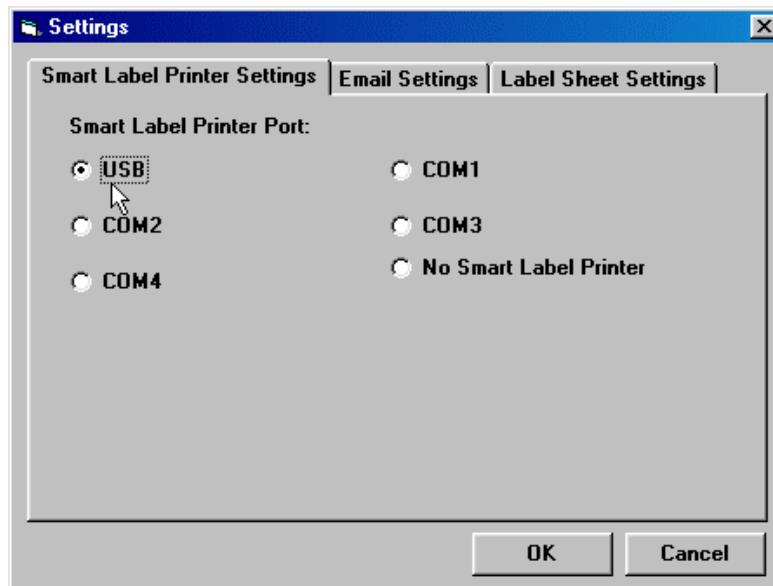 Settings
Smart Label Printer Settings Email Settings Label Sheet Settings
Smart Label Printer Port:
USB COM1
COM2 COM3
COM4 No Smart Label Printer
OK Cancel